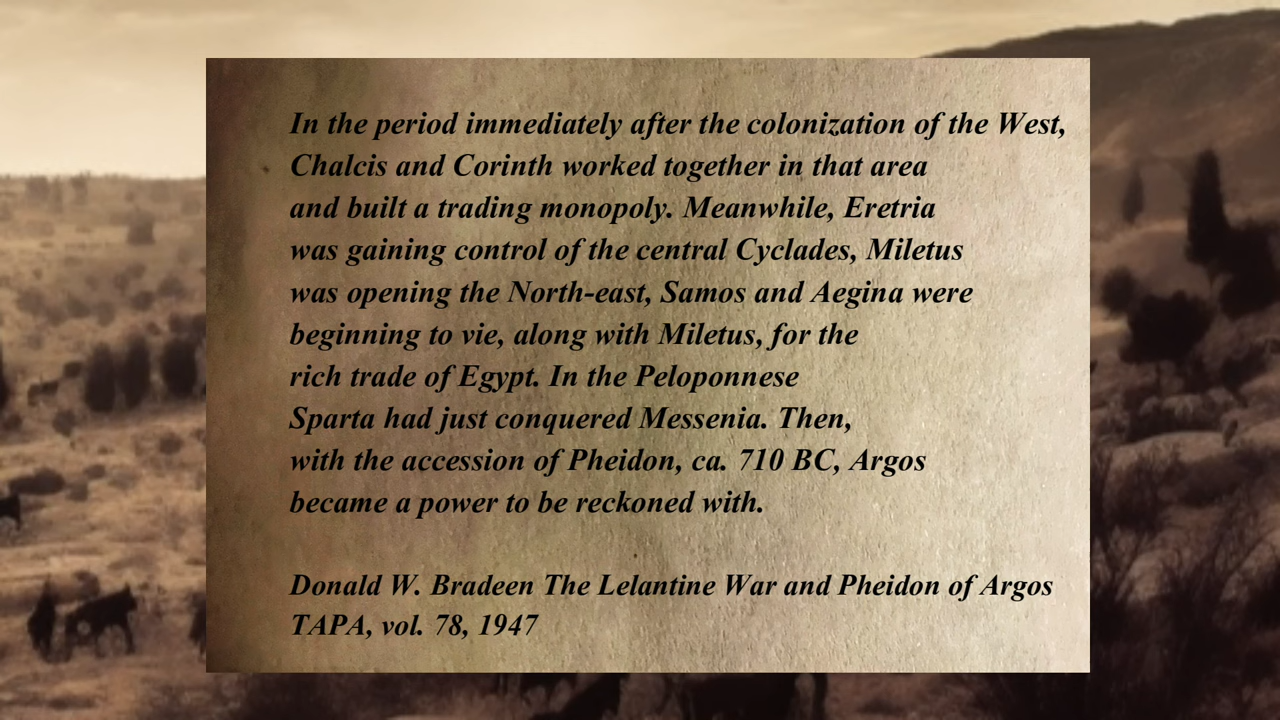 In the period immediately after the colonization of the West,
Chalcis and Corinth worked together in that area
and built a trading monopoly. Meanwhile, Eretria
was gaining control of the central Cyclades, Miletus
was opening the North-east, Samos and Aegina were
beginning to vie, along with Miletus, for the
rich trade of Egypt. In the Peloponnese
Sparta had just conquered Messenia. Then,
with the accession of Pheidon, ca. 710 BC, Argos
became a power to be reckoned with.
Donald W. Bradeen The Lelantine War and Pheidon of Argos
TAPA, vol. 78, 1947